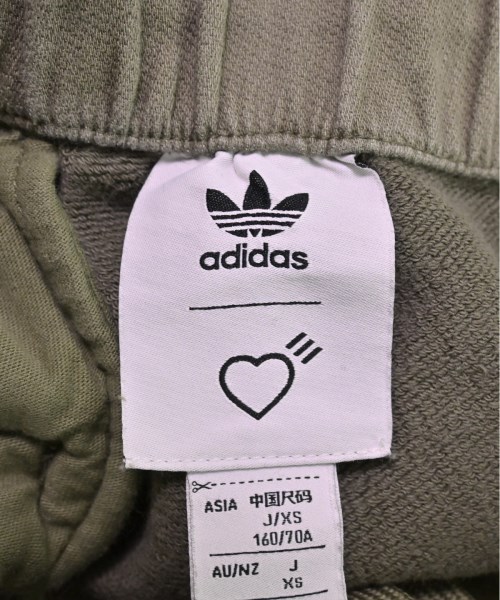 adidas
ASIA 中国尺码
J/XS
160/70A
AU/NZ J
XS